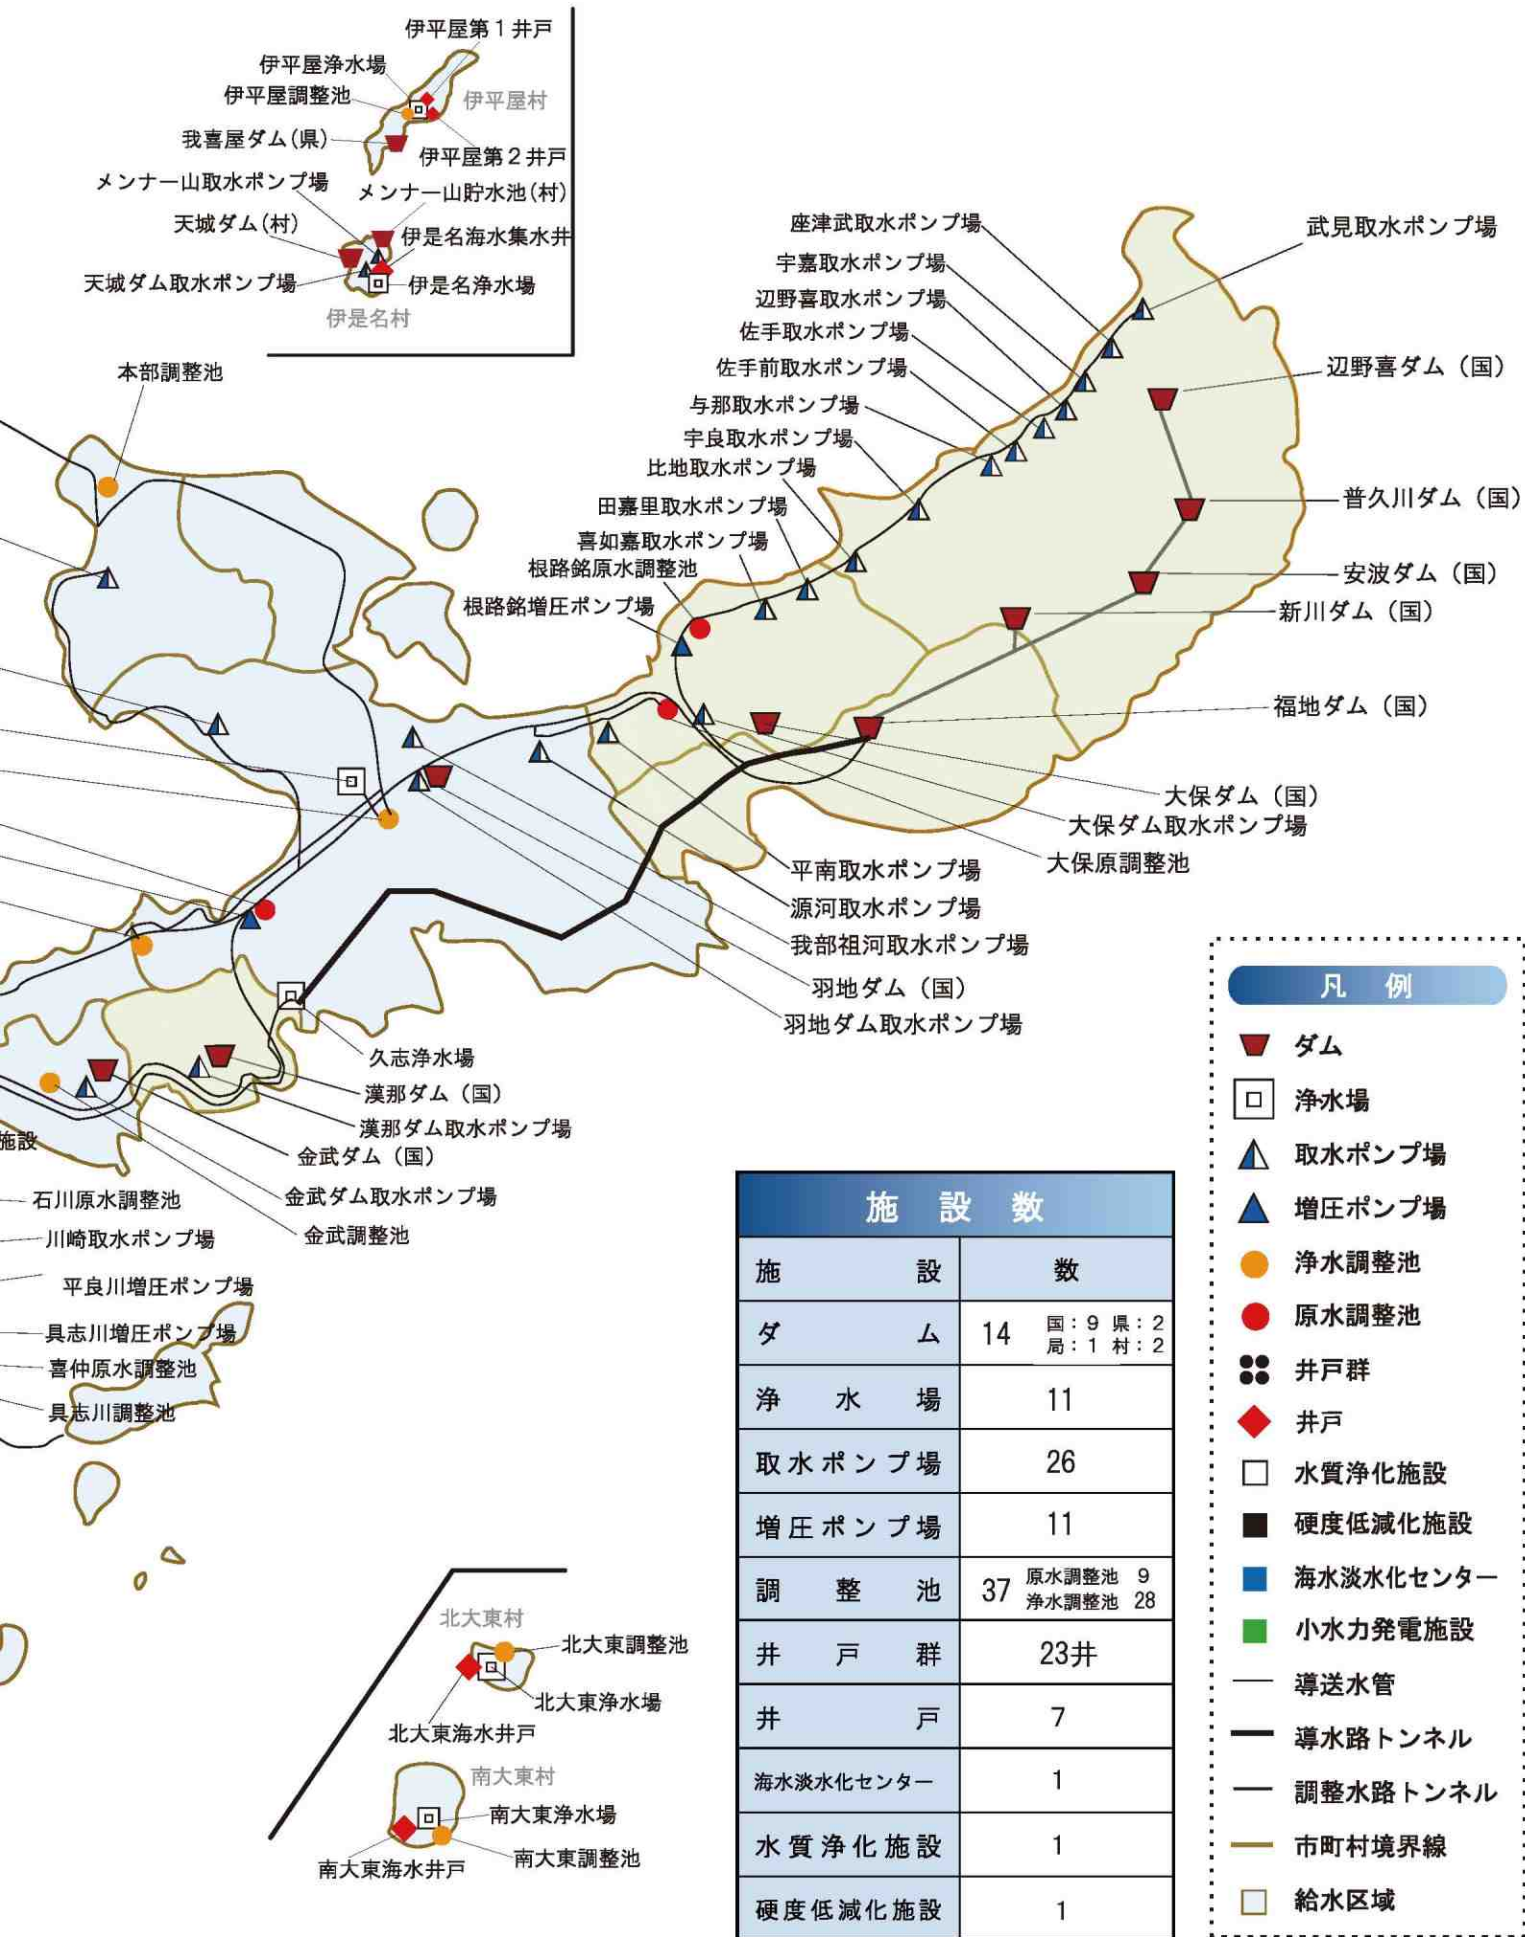 伊平屋第１井戸
伊平屋浄水場
伊平屋調整池
伊平屋村
我喜屋ダム(県)
伊平屋第２井戸
メンナー山取水ポンプ場
メンナー山貯水池(村)
天城ダム(村)
伊是名海水集水井
天城ダム取水ポンプ場
伊是名浄水場
伊是名村
本部調整池
座津武取水ポンプ場
武見取水ポンプ場
宇嘉取水ポンプ場
辺野喜取水ポンプ場
佐手取水ポンプ場
佐手前取水ポンプ場
辺野喜ダム（国）
与那取水ポンプ場
宇良取水ポンプ場
比地取水ポンプ場
普久川ダム（国）
田嘉里取水ポンプ場
喜如嘉取水ポンプ場
根路銘原水調整池
安波ダム（国）
根路銘増圧ポンプ場
新川ダム（国）
福地ダム（国）
大保ダム（国）
大保ダム取水ポンプ場
大保原調整池
平南取水ポンプ場
源河取水ポンプ場
我部祖河取水ポンプ場
羽地ダム（国）
羽地ダム取水ポンプ場
久志浄水場
漢那ダム（国）
漢那ダム取水ポンプ場
金武ダム（国）
金武ダム取水ポンプ場
金武調整池
施設
石川原水調整池
川崎取水ポンプ場
平良川増圧ポンプ場
具志川増圧ポンプ場
喜仲原水調整池
具志川調整池
北大東村
北大東調整池
北大東浄水場
北大東海水井戸
南大東村
南大東浄水場
南大東調整池
南大東海水井戸
施設数
施設 数
ダム 14 国：9 県：2
局：1 村：2
浄水場 11
取水ポンプ場 26
増圧ポンプ場 11
調整池 37 原水調整池 9
浄水調整池 28
井戸群 23井
井戸 7
海水淡水化センター 1
水質浄化施設 1
硬度低減化施設 1
凡例
ダム
浄水場
取水ポンプ場
増圧ポンプ場
浄水調整池
原水調整池
井戸群
井戸
水質浄化施設
硬度低減化施設
海水淡水化センター
小水力発電施設
導送水管
導水路トンネル
調整水路トンネル
市町村境界線
給水区域